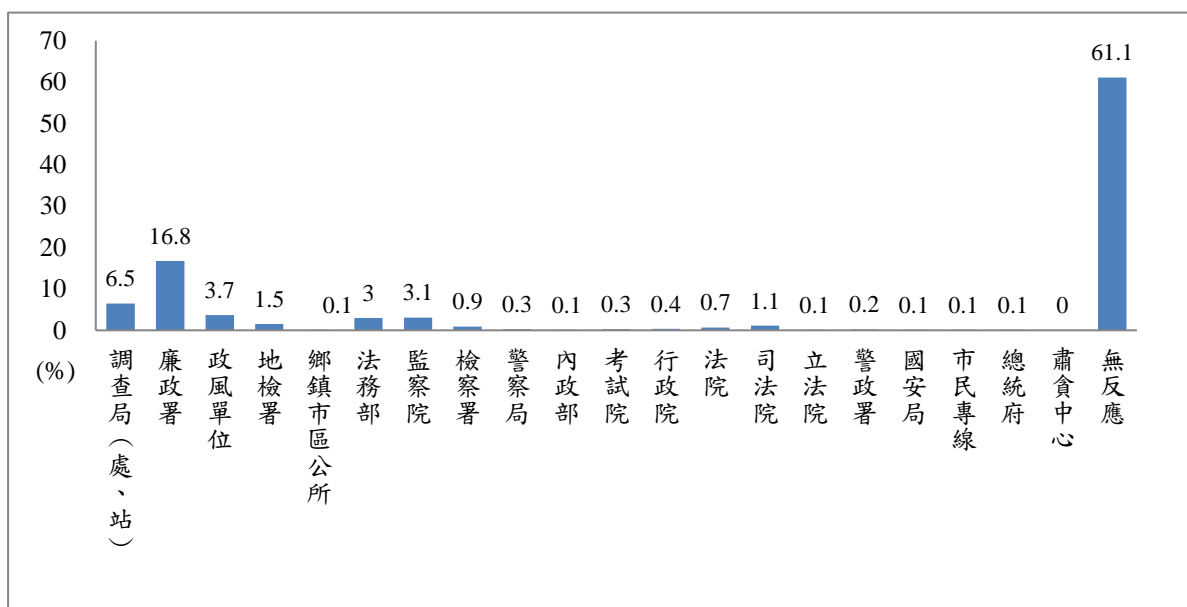 70
60
50
40
30
20
10
0
(%)
6.5
16.8
3.7
1.5
0.1
3
3.1
0.9
0.3
0.1
0.3
0.4
0.7
1.1
0.1
0.2
0.1
0.1
0.1
0
61.1
調查局（處、站）
廉政署
政風單位
地檢署
鄉鎮市區公所
法務部
監察院
檢察署
警察局
內政部
考試院
行政院
法院
司法院
立法院
警政署
國安局
市民專線
總統府
肅貪中心
無反應